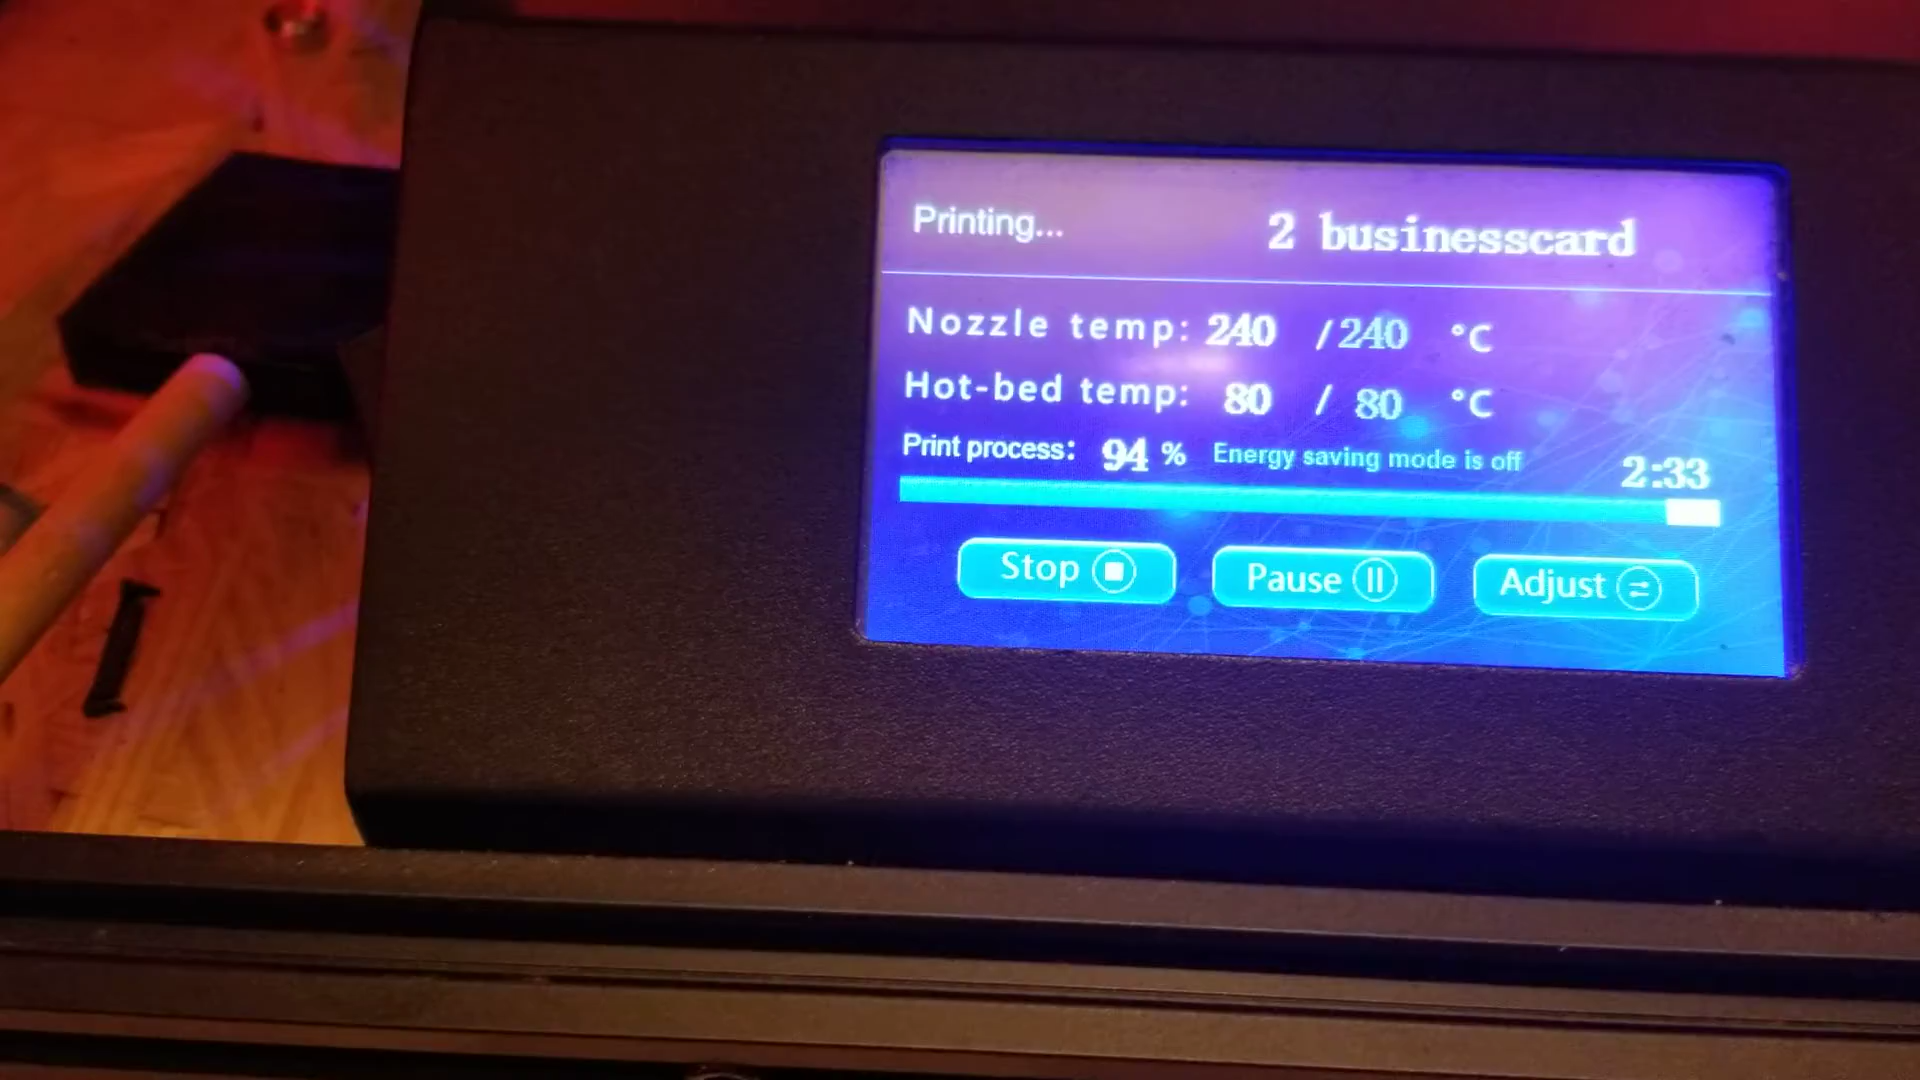 Printing... 2 businesscard
Nozzle temp: 240 / 240 °C
Hot-bed temp: 80 / 80 °C
Print process: 94 % Energy saving mode is off 2:33
Stop Pause Adjust